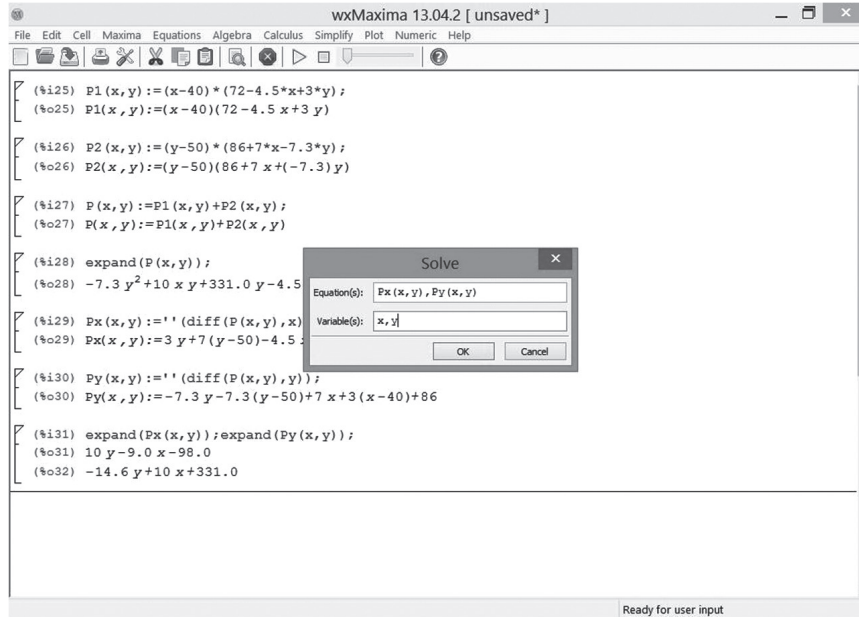 wxMaxima 13.04.2 [ unsaved* ]
File Edit Cell Maxima Equations Algebra Calculus Simplify Plot Numeric Help
(%i25) P1(x,y):=(x-40)*(72-4.5*x+3*y);
(%o25) P1(x,y):=(x-40)(72-4.5 x+3 y)
(%i26) P2(x,y):=(y-50)*(86+7*x-7.3*y);
(%o26) P2(x,y):=(y-50)(86+7 x+(-7.3)y)
(%i27) P(x,y):=P1(x,y)+P2(x,y);
(%o27) P(x,y):=P1(x,y)+P2(x,y)
(%i28) expand(P(x,y));
(%o28) -7.3 y²+10 x y+331.0 y-4.5
(%i29) Px(x,y):=''(diff(P(x,y),x)
(%o29) Px(x,y):=3 y+7(y-50)-4.5
(%i30) Py(x,y):=''(diff(P(x,y),y));
(%o30) Py(x,y):=-7.3 y-7.3(y-50)+7 x+3(x-40)+86
(%i31) expand(Px(x,y));expand(Py(x,y));
(%o31) 10 y-9.0 x-98.0
(%o32) -14.6 y+10 x+331.0
Solve
Equation(s): Px(x,y),Py(x,y)
Variable(s): x,y
OK Cancel
Ready for user input